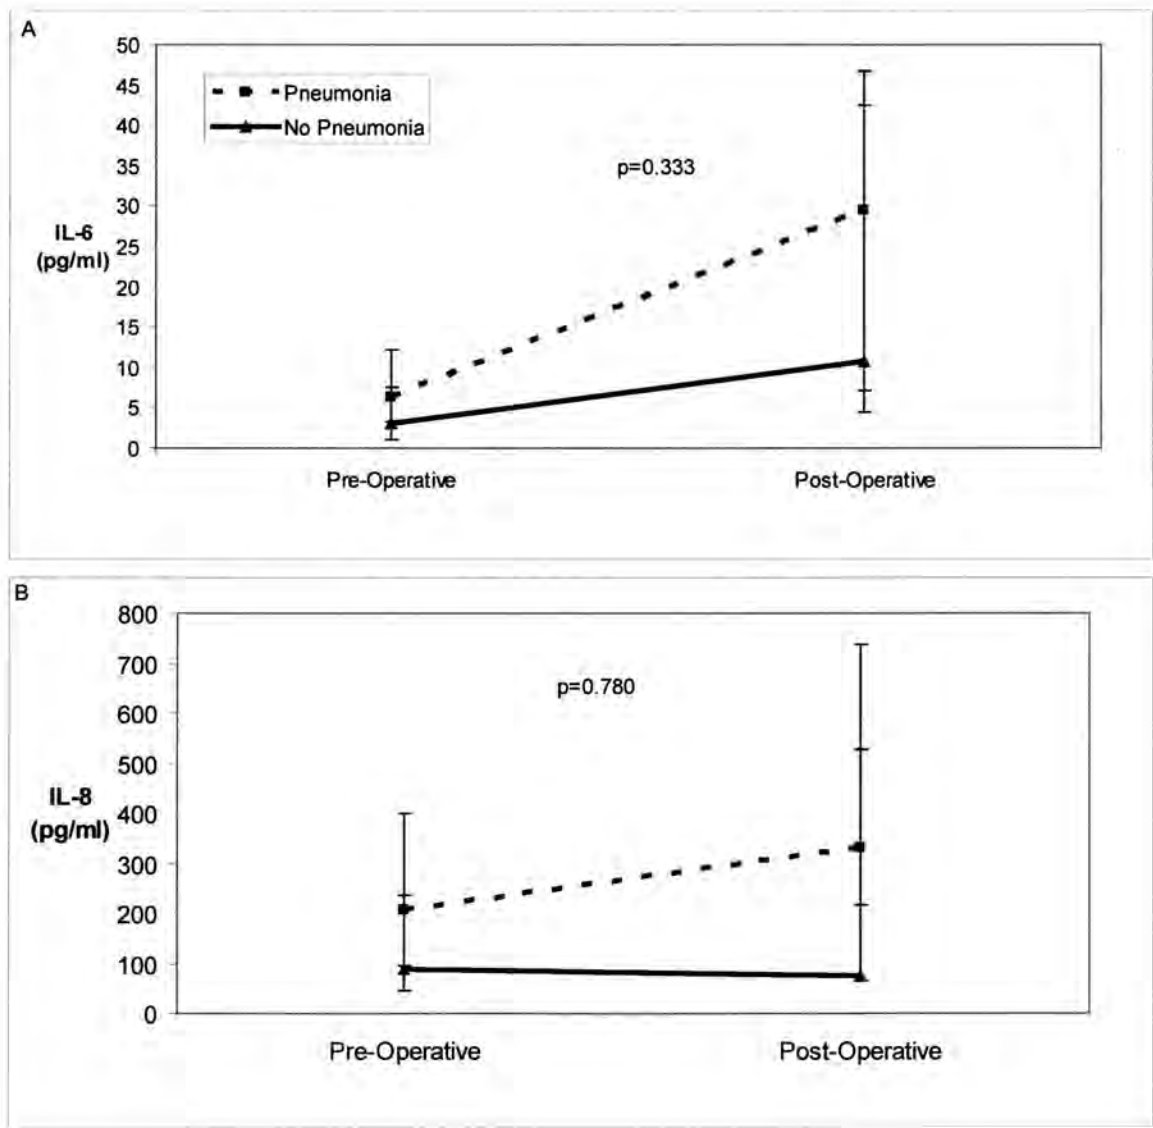 A
50
45
40
35
30
25
20
15
10
5
0
IL-6
(pg/ml)
Pneumonia
No Pneumonia
p=0.333
Pre-Operative
Post-Operative
B
800
700
600
500
400
300
200
100
0
IL-8
(pg/ml)
p=0.780
Pre-Operative
Post-Operative